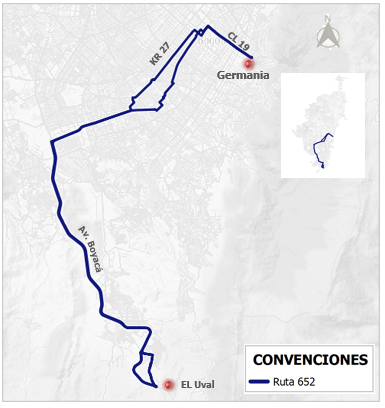 CL 19
KR 27
Germania
Av. Boyacá
EL Uval
CONVENCIONES
Ruta 652